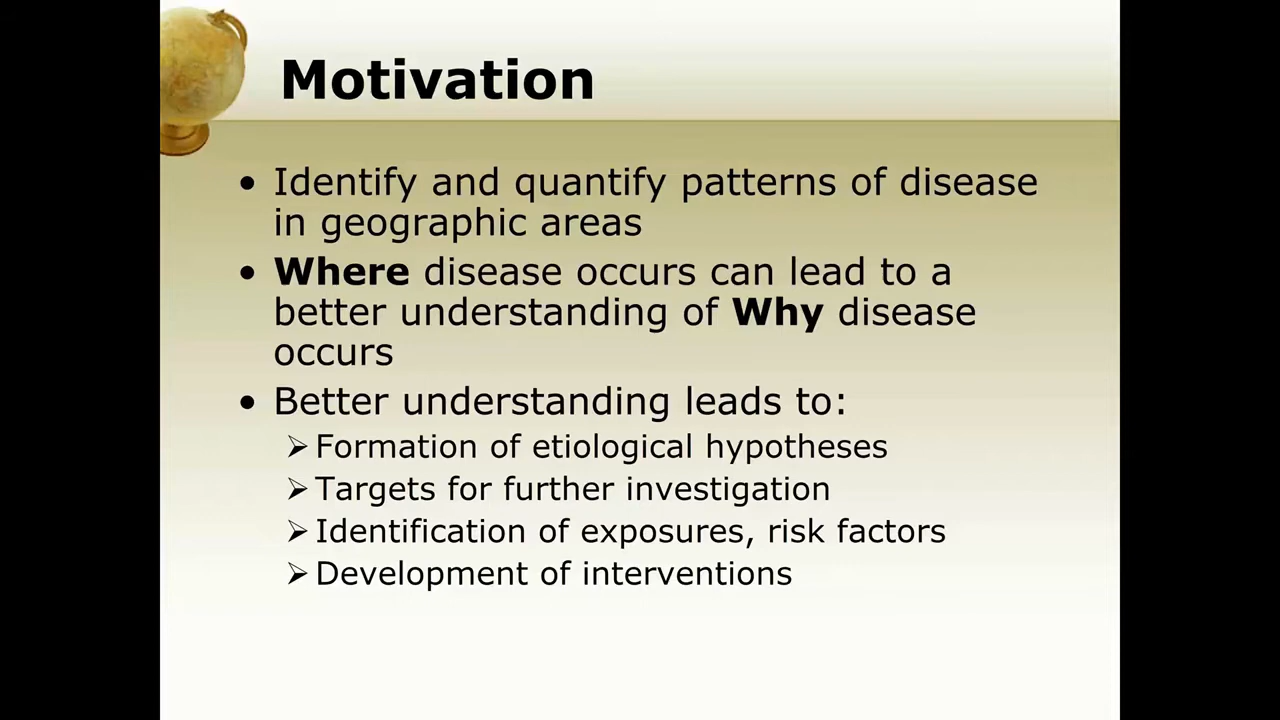 Motivation
• Identify and quantify patterns of disease
in geographic areas
• Where disease occurs can lead to a
better understanding of Why disease
occurs
• Better understanding leads to:
➢ Formation of etiological hypotheses
➢ Targets for further investigation
➢ Identification of exposures, risk factors
➢ Development of interventions